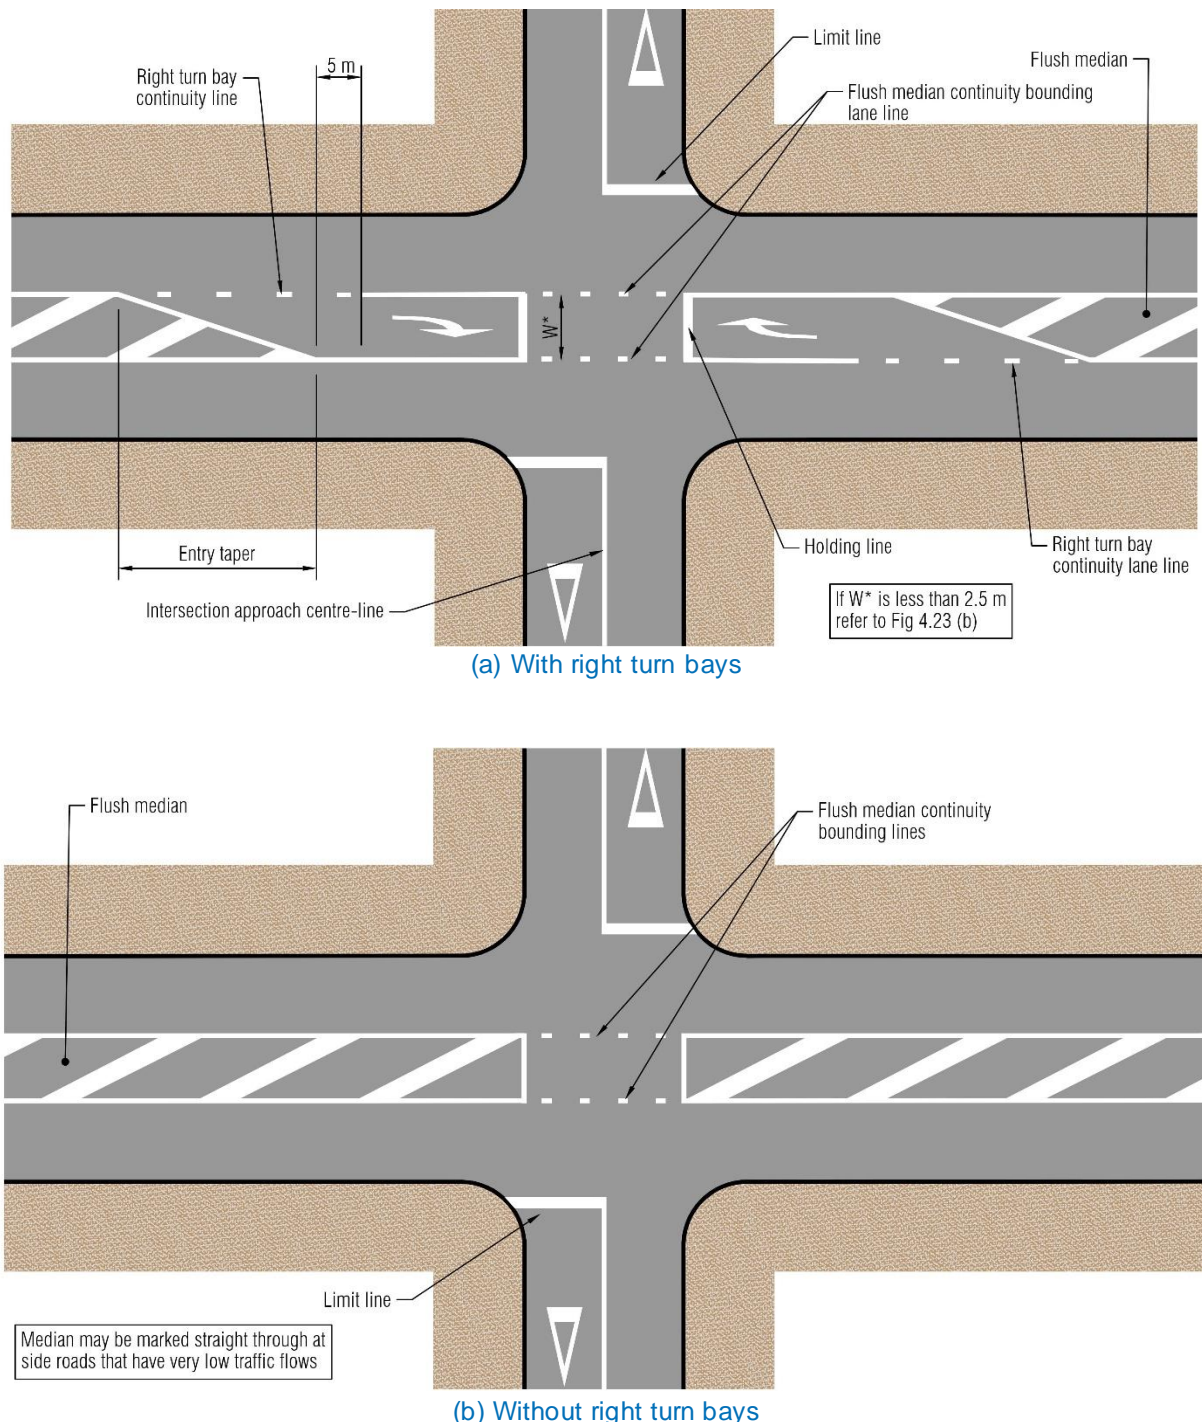 Limit line
Flush median
5 m
Right turn bay
continuity line
Flush median continuity bounding
lane line
W*
Holding line
Right turn bay
continuity lane line
Entry taper
Intersection approach centre-line
If W* is less than 2.5 m
refer to Fig 4.23 (b)
(a) With right turn bays
Flush median
Flush median continuity
bounding lines
Limit line
Median may be marked straight through at
side roads that have very low traffic flows
(b) Without right turn bays